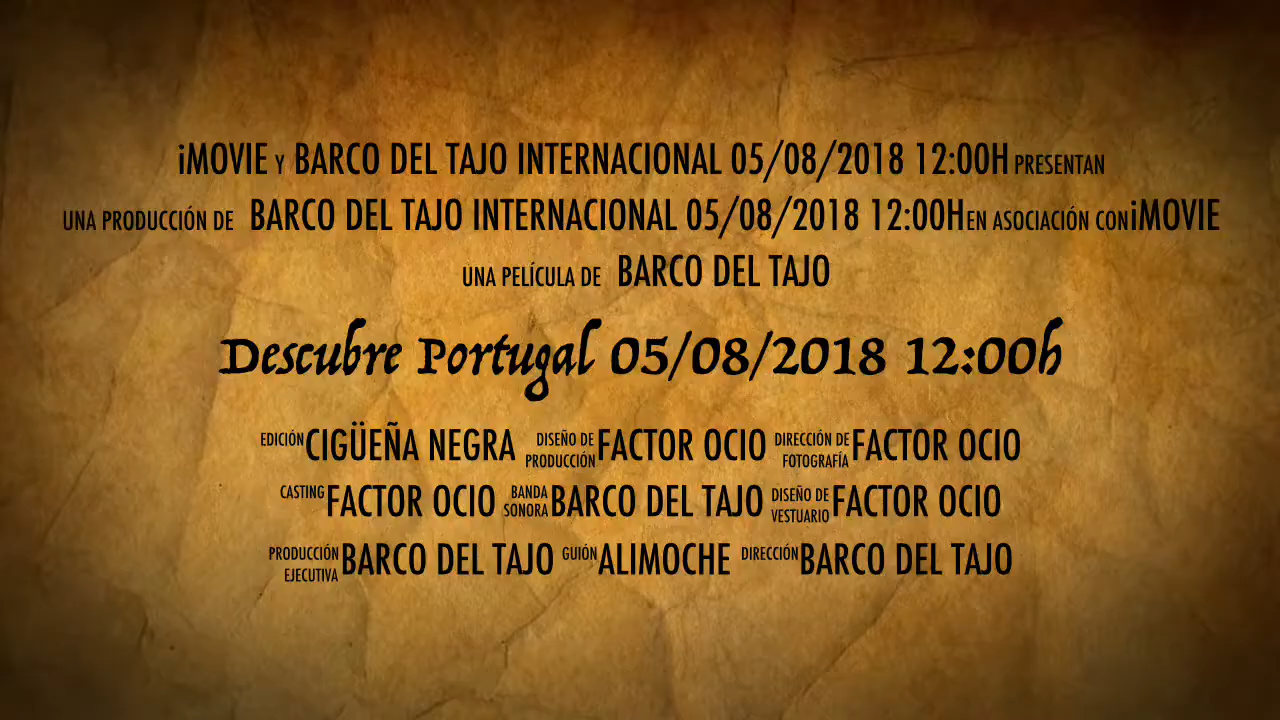 iMOVIE Y BARCO DEL TAJO INTERNACIONAL 05/08/2018 12:00H PRESENTAN
UNA PRODUCCIÓN DE BARCO DEL TAJO INTERNACIONAL 05/08/2018 12:00H EN ASOCIACIÓN CON iMOVIE
UNA PELÍCULA DE BARCO DEL TAJO
Descubre Portugal 05/08/2018 12:00h
EDICIÓN CIGÜEÑA NEGRA DISEÑO DE PRODUCCIÓN FACTOR OCIO DIRECCIÓN DE FOTOGRAFÍA FACTOR OCIO
CASTING FACTOR OCIO BANDA SONORA BARCO DEL TAJO DISEÑO DE VESTUARIO FACTOR OCIO
PRODUCCIÓN EJECUTIVA BARCO DEL TAJO GUIÓN ALIMOCHE DIRECCIÓN BARCO DEL TAJO